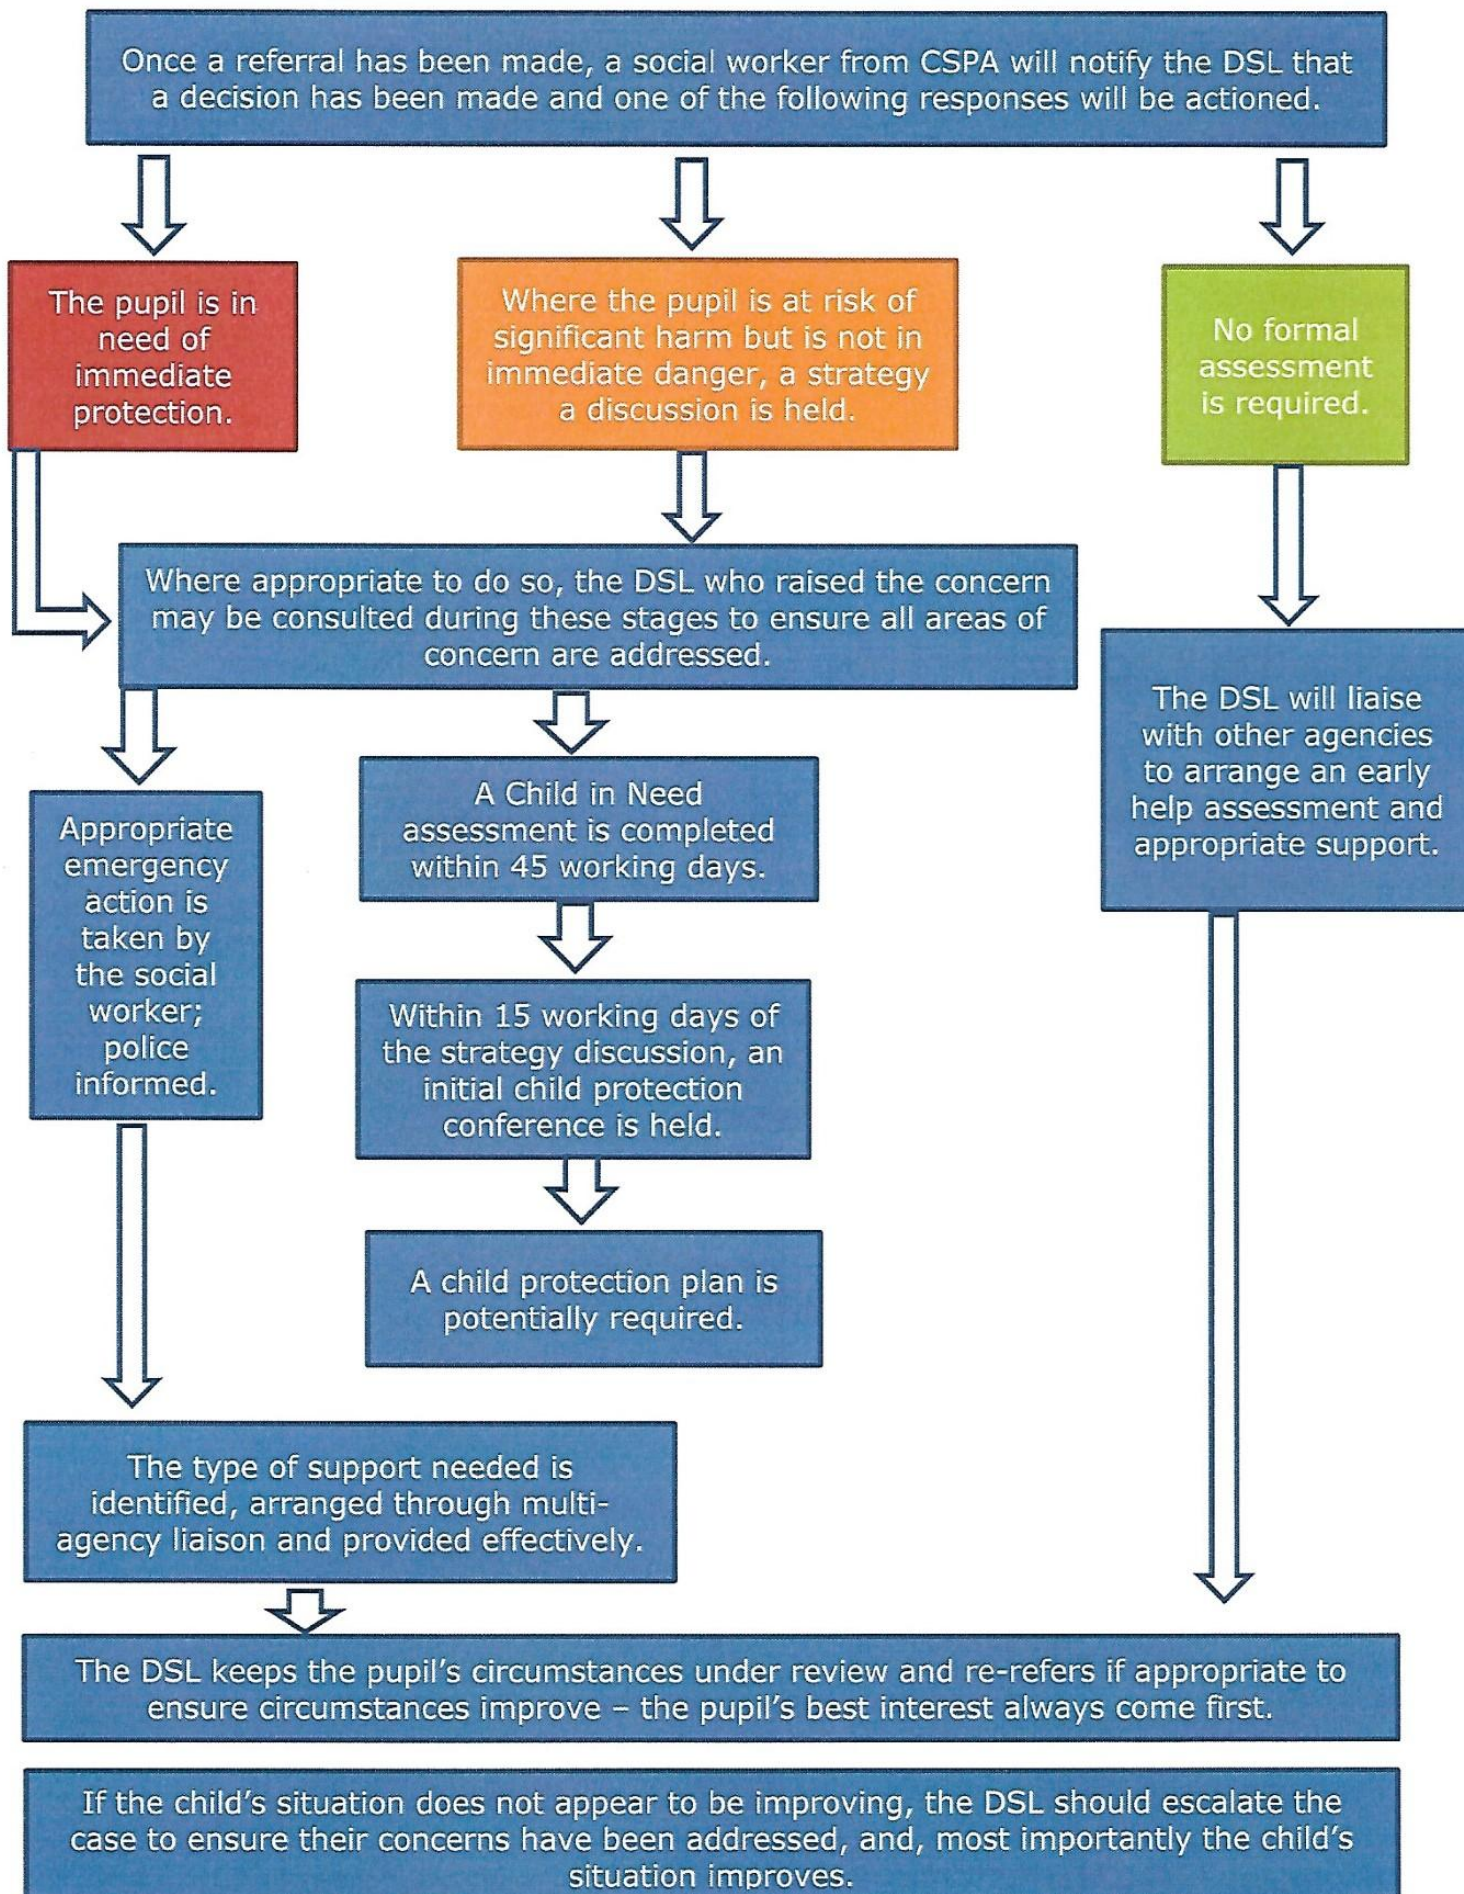 Once a referral has been made, a social worker from CSPA will notify the DSL that
a decision has been made and one of the following responses will be actioned.
The pupil is in
need of
immediate
protection.
Where the pupil is at risk of
significant harm but is not in
immediate danger, a strategy
a discussion is held.
No formal
assessment
is required.
Where appropriate to do so, the DSL who raised the concern
may be consulted during these stages to ensure all areas of
concern are addressed.
The DSL will liaise
with other agencies
to arrange an early
help assessment and
appropriate support.
Appropriate
emergency
action is
taken by
the social
worker;
police
informed.
A Child in Need
assessment is completed
within 45 working days.
Within 15 working days of
the strategy discussion, an
initial child protection
conference is held.
A child protection plan is
potentially required.
The type of support needed is
identified, arranged through multi-
agency liaison and provided effectively.
The DSL keeps the pupil's circumstances under review and re-refers if appropriate to
ensure circumstances improve – the pupil's best interest always come first.
If the child's situation does not appear to be improving, the DSL should escalate the
case to ensure their concerns have been addressed, and, most importantly the child's
situation improves.